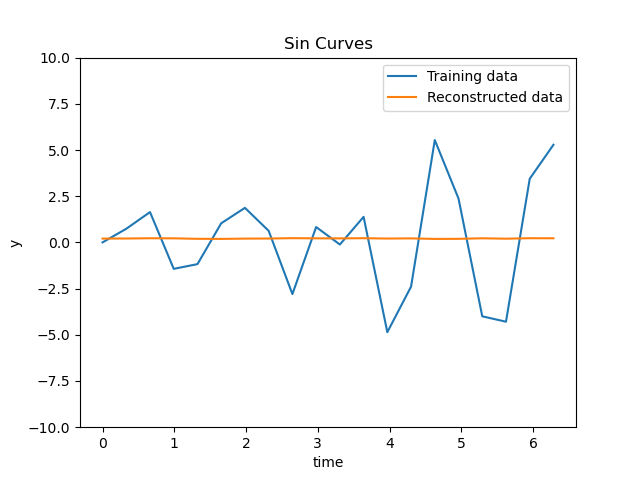 Sin Curves
Training data
Reconstructed data
10.0
7.5
5.0
2.5
0.0
−2.5
−5.0
−7.5
−10.0
y
0 1 2 3 4 5 6
time